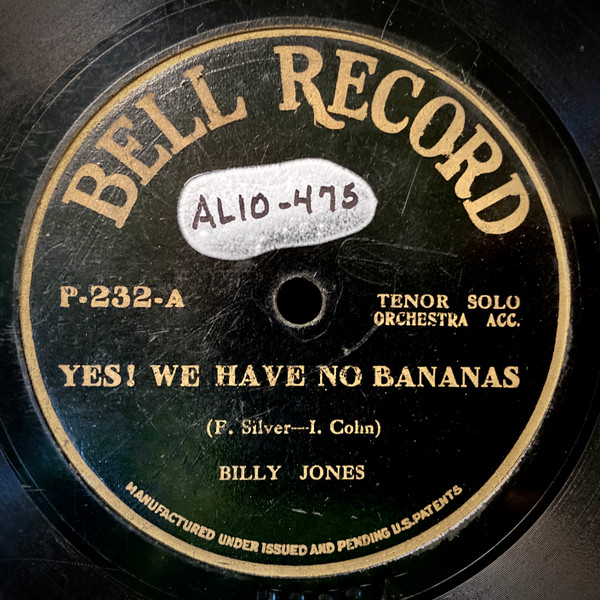 BELL RECORD
AL10-475
P-232-A
TENOR SOLO
ORCHESTRA ACC.
YES! WE HAVE NO BANANAS
(F. Silver—I. Cohn)
BILLY JONES
MANUFACTURED UNDER ISSUED AND PENDING U.S. PATENTS